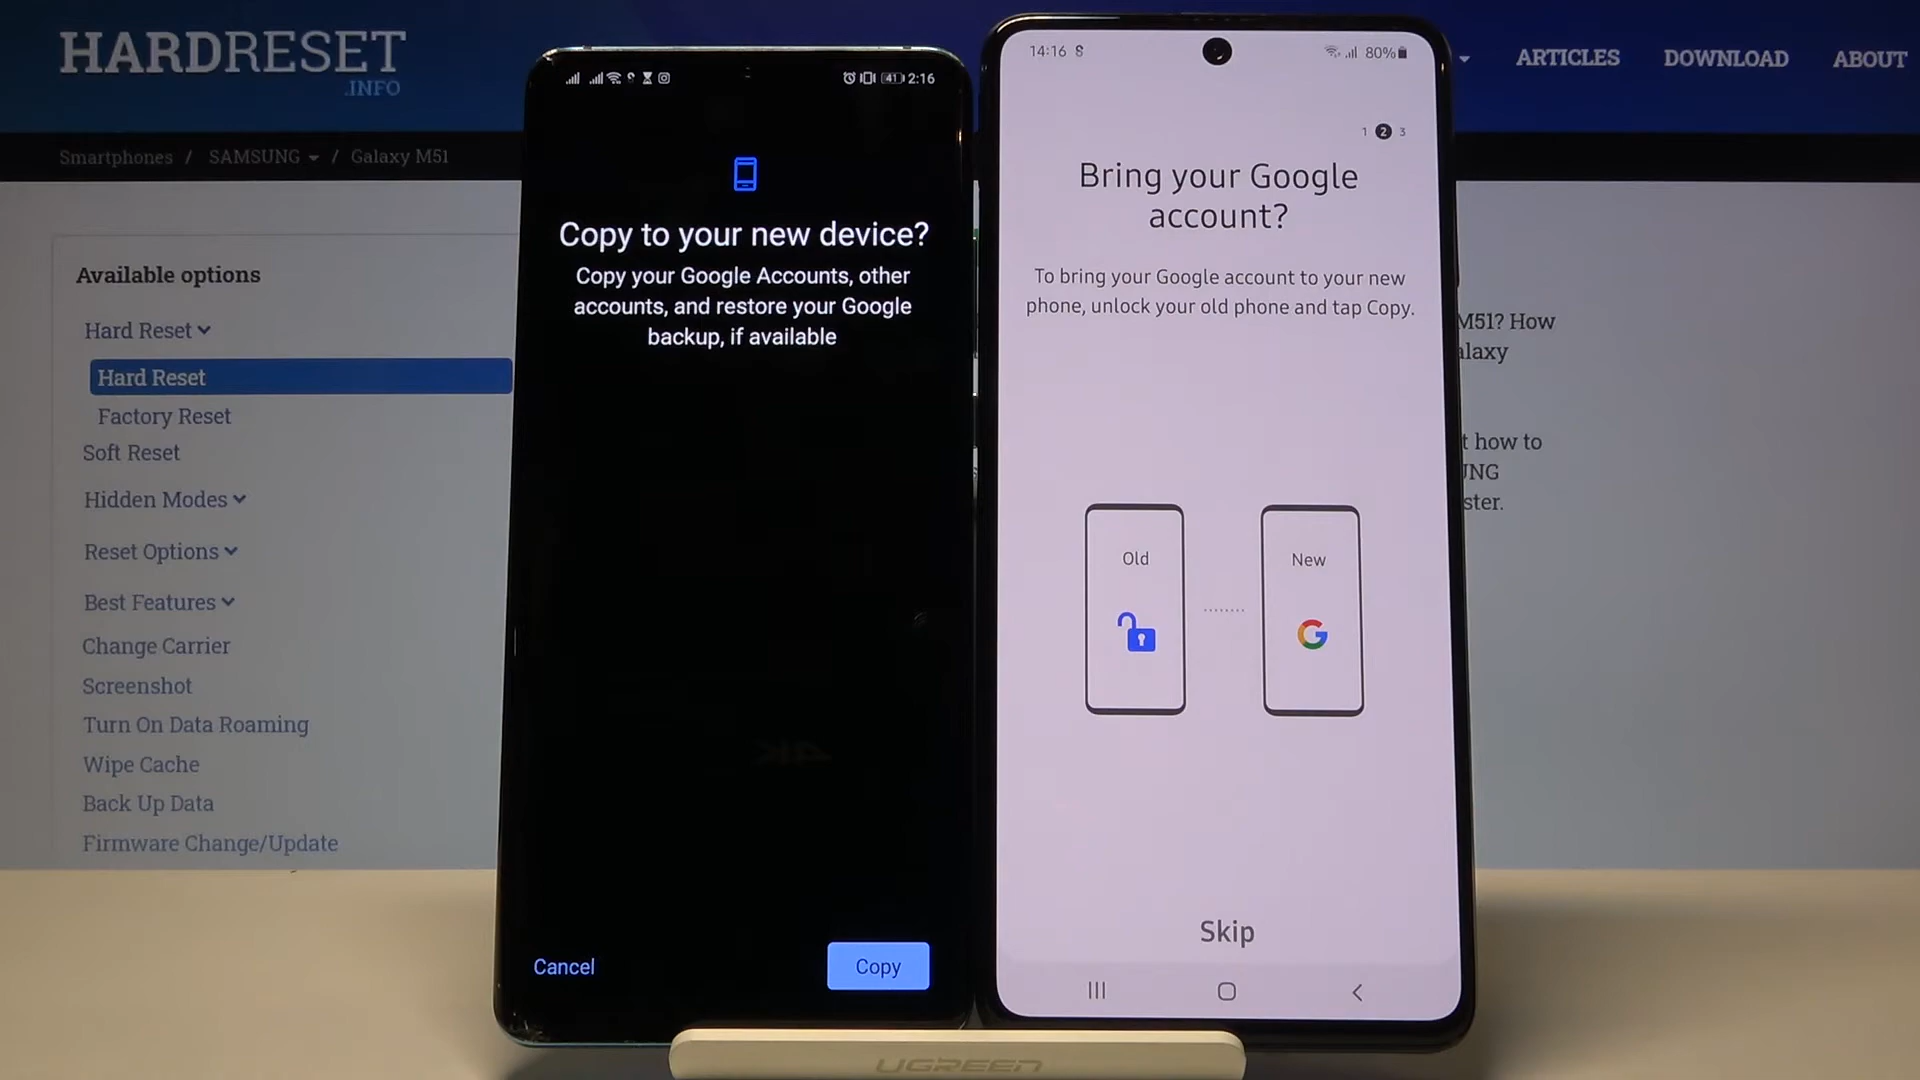 HARDRESET
.INFO
ARTICLES
DOWNLOAD
ABOUT
Smartphones / SAMSUNG / Galaxy M51
Available options
Hard Reset
Hard Reset
Factory Reset
Soft Reset
Hidden Modes
Reset Options
Best Features
Change Carrier
Screenshot
Turn On Data Roaming
Wipe Cache
Back Up Data
Firmware Change/Update
41 2:16
Copy to your new device?
Copy your Google Accounts, other
accounts, and restore your Google
backup, if available
Cancel
Copy
14:16
80%
1 2 3
Bring your Google
account?
To bring your Google account to your new
phone, unlock your old phone and tap Copy.
Old
New
Skip
M51? How
alaxy
t how to
UNG
ster.
UGREEN